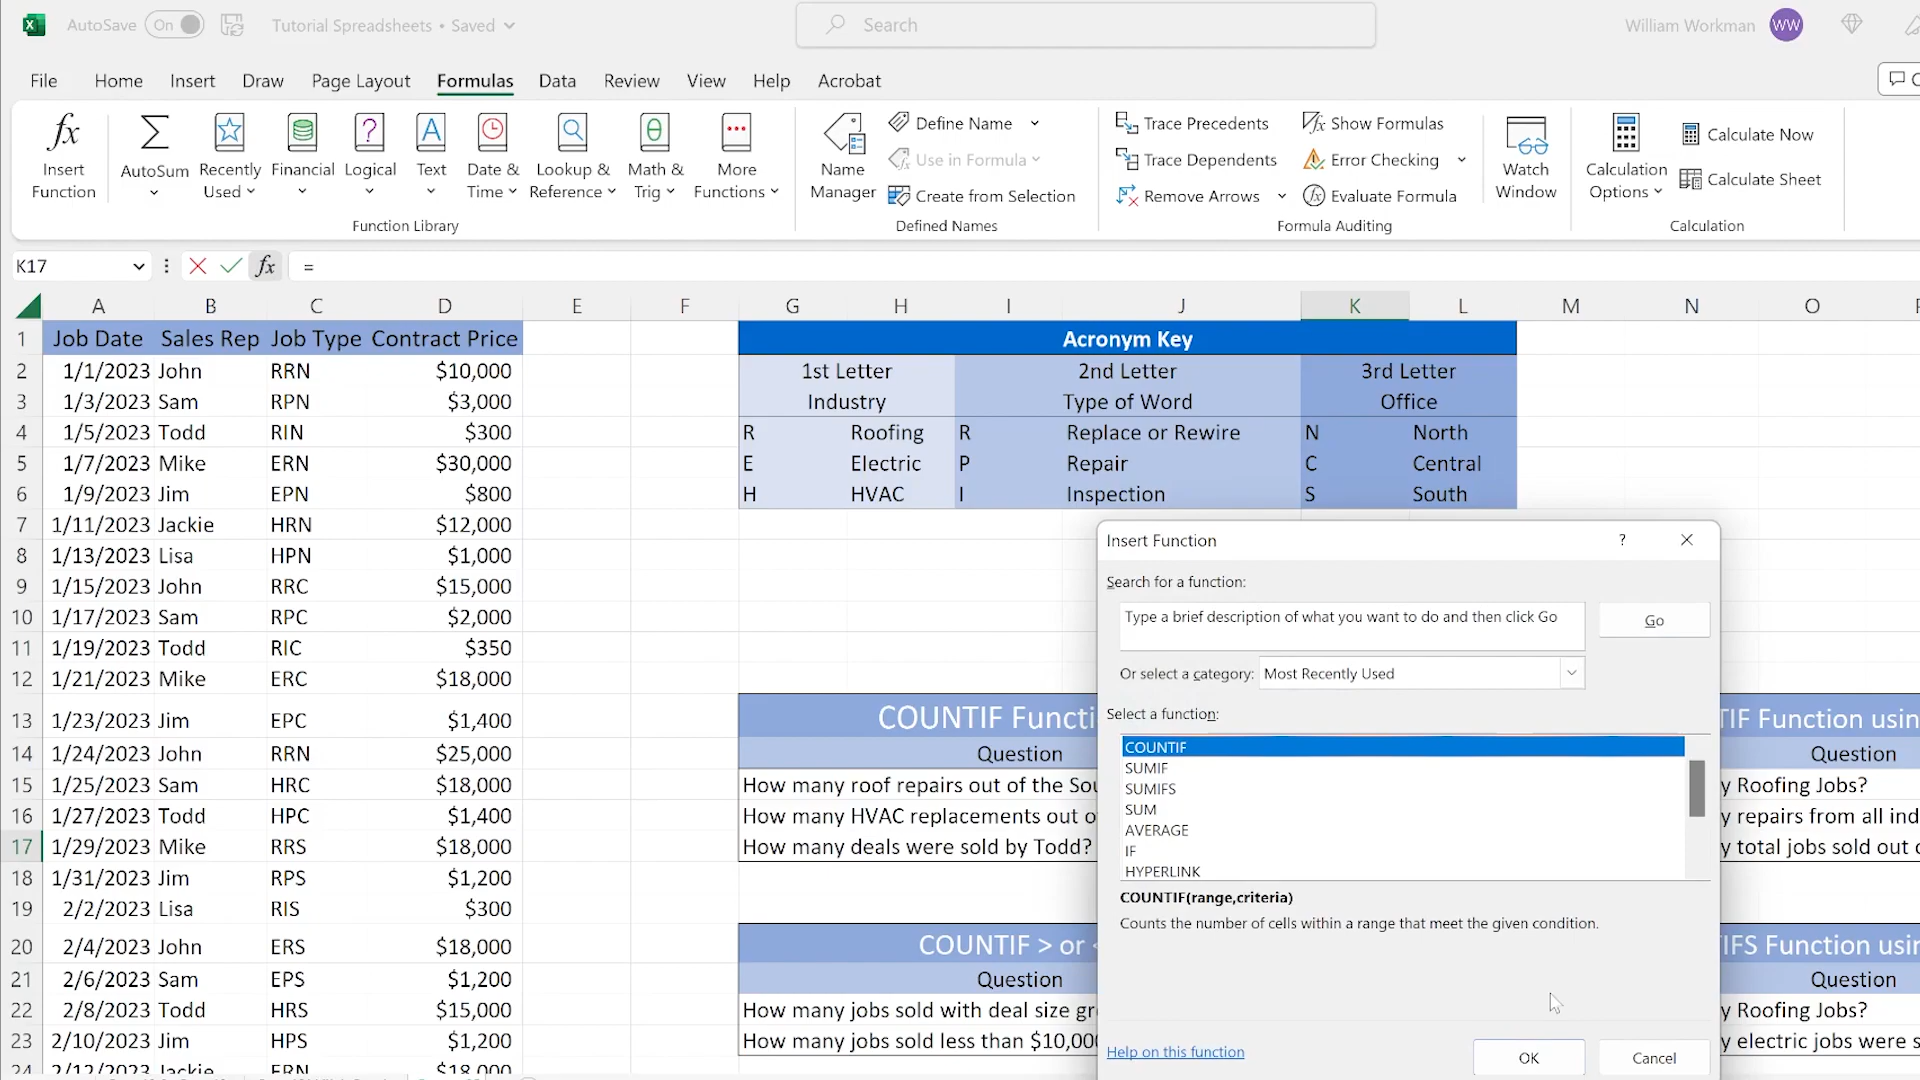 AutoSave On Tutorial Spreadsheets • Saved Search William Workman WW
File Home Insert Draw Page Layout Formulas Data Review View Help Acrobat
Insert Function AutoSum Recently Used Financial Logical Text Date & Time Lookup & Reference Math & Trig More Functions
Function Library
Name Manager
Define Name
Use in Formula
Create from Selection
Defined Names
Trace Precedents Show Formulas
Trace Dependents Error Checking
Remove Arrows Evaluate Formula
Formula Auditing
Watch Window
Calculation Options
Calculate Now
Calculate Sheet
Calculation
K17 fx =
A B C D E F G H I J K L M N O
1 Job Date Sales Rep Job Type Contract Price Acronym Key
2 1/1/2023 John RRN $10,000 1st Letter 2nd Letter 3rd Letter
3 1/3/2023 Sam RPN $3,000 Industry Type of Word Office
4 1/5/2023 Todd RIN $300 R Roofing R Replace or Rewire N North
5 1/7/2023 Mike ERN $30,000 E Electric P Repair C Central
6 1/9/2023 Jim EPN $800 H HVAC I Inspection S South
7 1/11/2023 Jackie HRN $12,000
8 1/13/2023 Lisa HPN $1,000
9 1/15/2023 John RRC $15,000
10 1/17/2023 Sam RPC $2,000
11 1/19/2023 Todd RIC $350
12 1/21/2023 Mike ERC $18,000
13 1/23/2023 Jim EPC $1,400 COUNTIF Functi
14 1/24/2023 John RRN $25,000 Question
15 1/25/2023 Sam HRC $18,000 How many roof repairs out of the Sou
16 1/27/2023 Todd HPC $1,400 How many HVAC replacements out o
17 1/29/2023 Mike RRS $18,000 How many deals were sold by Todd?
18 1/31/2023 Jim RPS $1,200
19 2/2/2023 Lisa RIS $300
20 2/4/2023 John ERS $18,000 COUNTIF > or <
21 2/6/2023 Sam EPS $1,200 Question
22 2/8/2023 Todd HRS $15,000 How many jobs sold with deal size gr
23 2/10/2023 Jim HPS $1,200 How many jobs sold less than $10,000
24 2/12/2023 Jackie ERN $18,000
Insert Function ?
Search for a function:
Type a brief description of what you want to do and then click Go
Go
Or select a category: Most Recently Used
Select a function:
COUNTIF
SUMIF
SUMIFS
SUM
AVERAGE
IF
HYPERLINK
COUNTIF(range,criteria)
Counts the number of cells within a range that meet the given condition.
Help on this function
OK Cancel
TIF Function usin
Question
y Roofing Jobs?
y repairs from all ind
y total jobs sold out o
IFS Function usin
Question
y Roofing Jobs?
y electric jobs were s